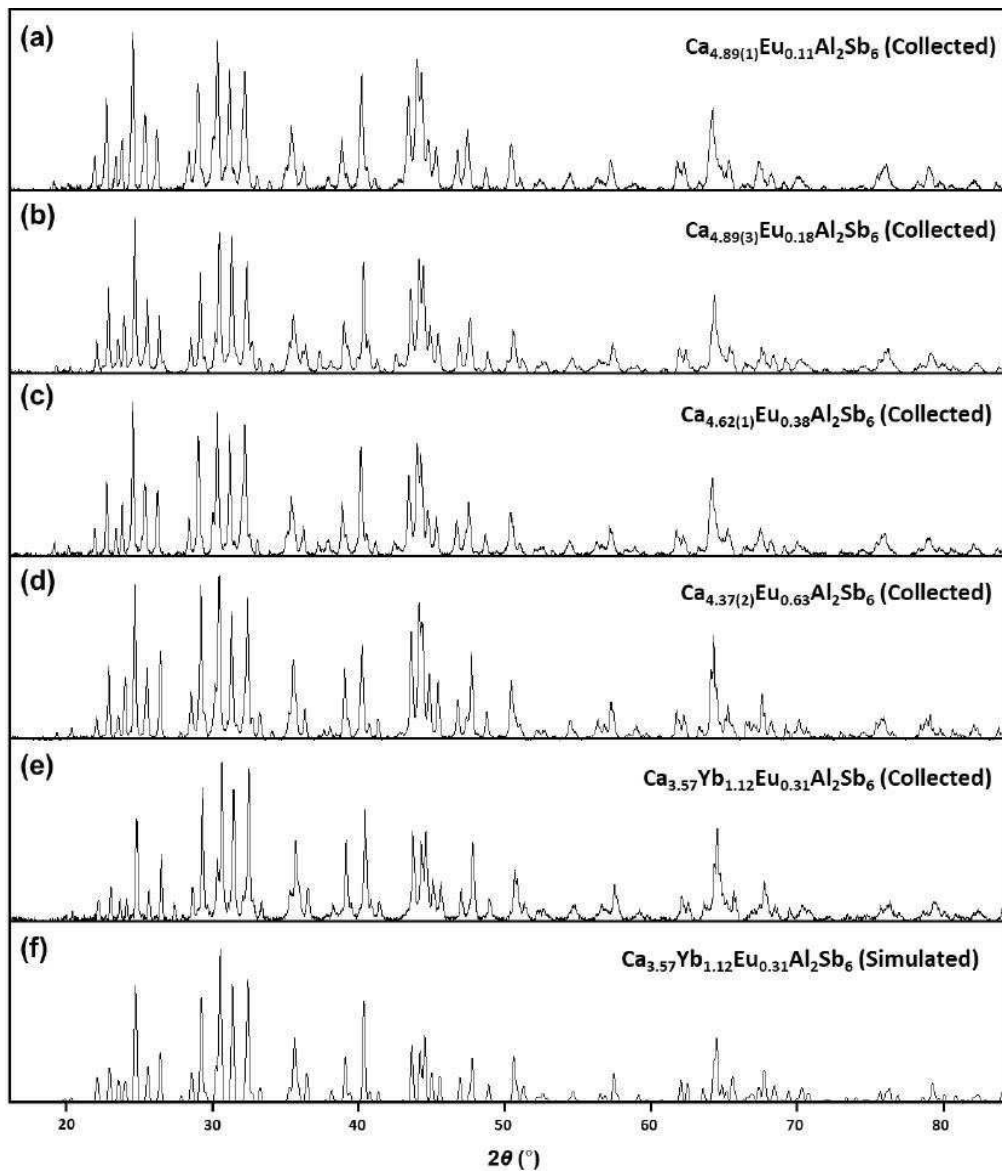 (a)
Ca4.89(1)Eu0.11Al2Sb6 (Collected)
(b)
Ca4.89(3)Eu0.18Al2Sb6 (Collected)
(c)
Ca4.62(1)Eu0.38Al2Sb6 (Collected)
(d)
Ca4.37(2)Eu0.63Al2Sb6 (Collected)
(e)
Ca3.57Yb1.12Eu0.31Al2Sb6 (Collected)
(f)
Ca3.57Yb1.12Eu0.31Al2Sb6 (Simulated)
20 30 40 50 60 70 80
2θ (°)